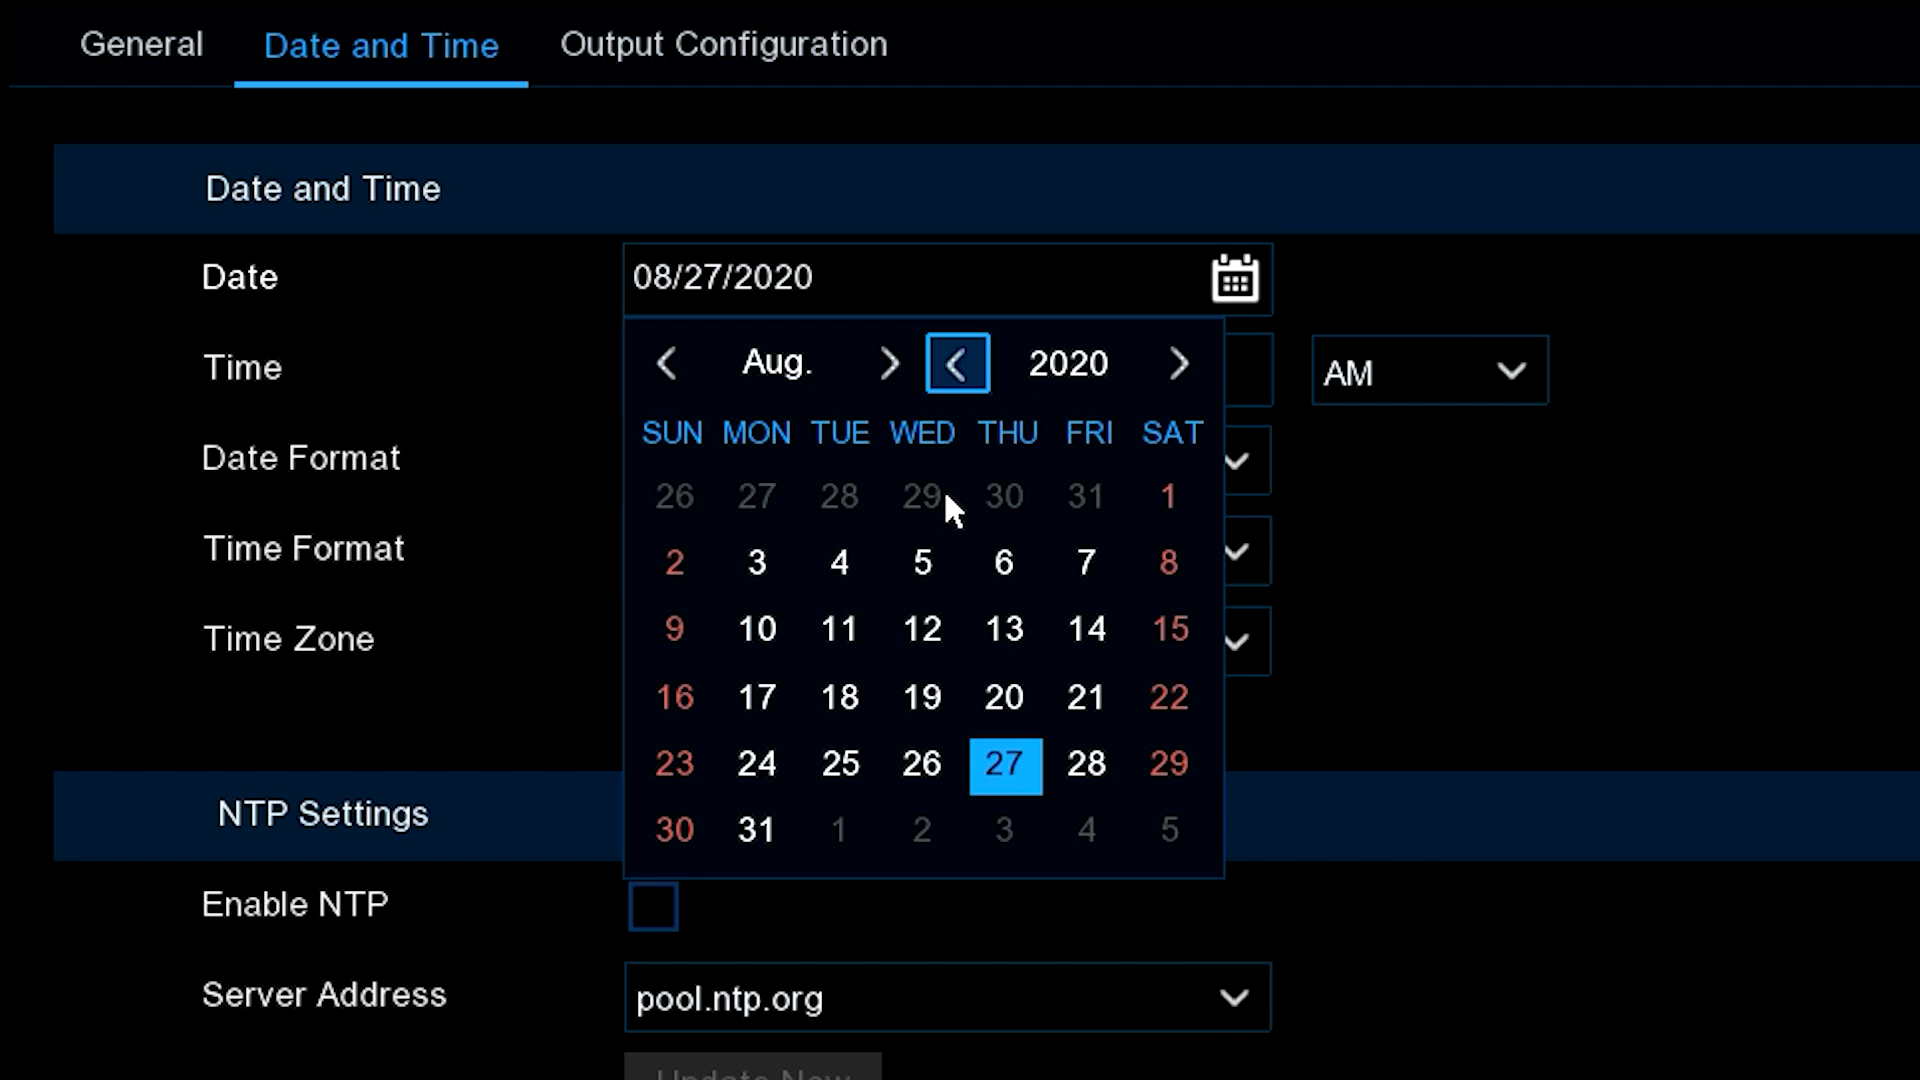 General Date and Time Output Configuration
Date and Time
Date 08/27/2020
Aug. 2020
Time AM
SUN MON TUE WED THU FRI SAT
Date Format
26 27 28 29 30 31 1
Time Format
2 3 4 5 6 7 8
Time Zone
9 10 11 12 13 14 15
16 17 18 19 20 21 22
23 24 25 26 27 28 29
NTP Settings
30 31 1 2 3 4 5
Enable NTP
Server Address pool.ntp.org
Update Now